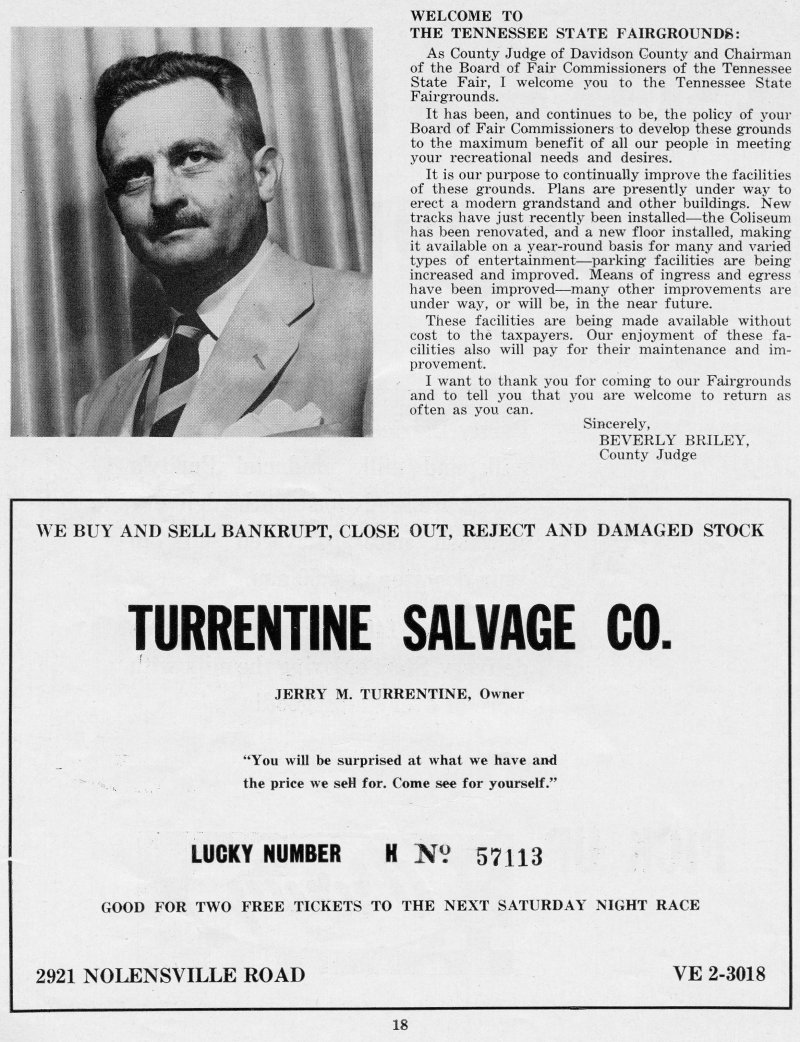 WELCOME TO
THE TENNESSEE STATE FAIRGROUNDS:
As County Judge of Davidson County and Chairman
of the Board of Fair Commissioners of the Tennessee
State Fair, I welcome you to the Tennessee State
Fairgrounds.
It has been, and continues to be, the policy of your
Board of Fair Commissioners to develop these grounds
to the maximum benefit of all our people in meeting
your recreational needs and desires.
It is our purpose to continually improve the facilities
of these grounds. Plans are presently under way to
erect a modern grandstand and other buildings. New
tracks have just recently been installed—the Coliseum
has been renovated, and a new floor installed, making
it available on a year-round basis for many and varied
types of entertainment—parking facilities are being
increased and improved. Means of ingress and egress
have been improved—many other improvements are
under way, or will be, in the near future.
These facilities are being made available without
cost to the taxpayers. Our enjoyment of these fa-
cilities also will pay for their maintenance and im-
provement.
I want to thank you for coming to our Fairgrounds
and to tell you that you are welcome to return as
often as you can.
Sincerely,
BEVERLY BRILEY,
County Judge
WE BUY AND SELL BANKRUPT, CLOSE OUT, REJECT AND DAMAGED STOCK
TURRENTINE SALVAGE CO.
JERRY M. TURRENTINE, Owner
“You will be surprised at what we have and
the price we sell for. Come see for yourself.”
LUCKY NUMBER H Nº 57113
GOOD FOR TWO FREE TICKETS TO THE NEXT SATURDAY NIGHT RACE
2921 NOLENSVILLE ROAD VE 2-3018
18